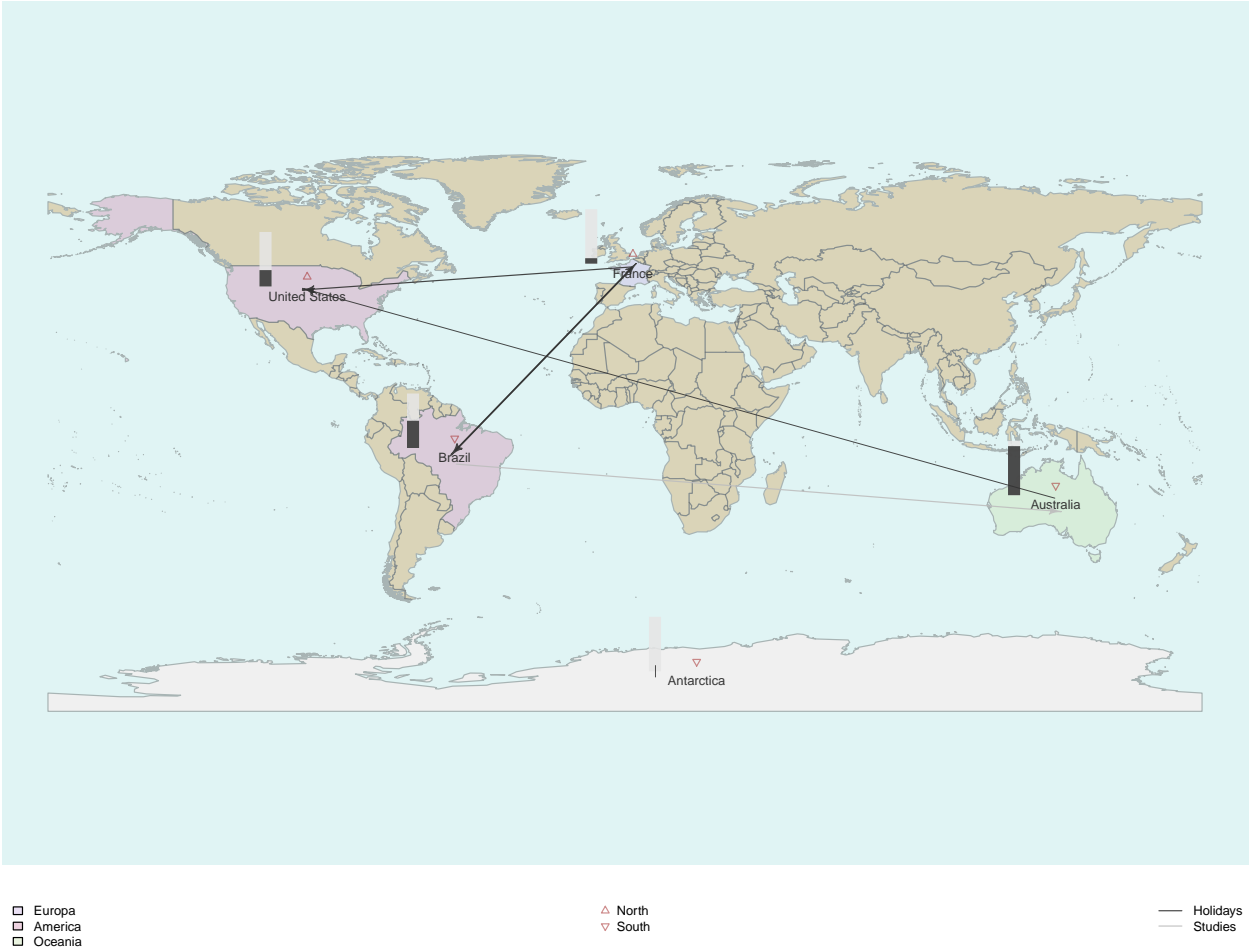 France
United States
Brazil
Australia
Antarctica
Europa
America
Oceania
North
South
Holidays
Studies